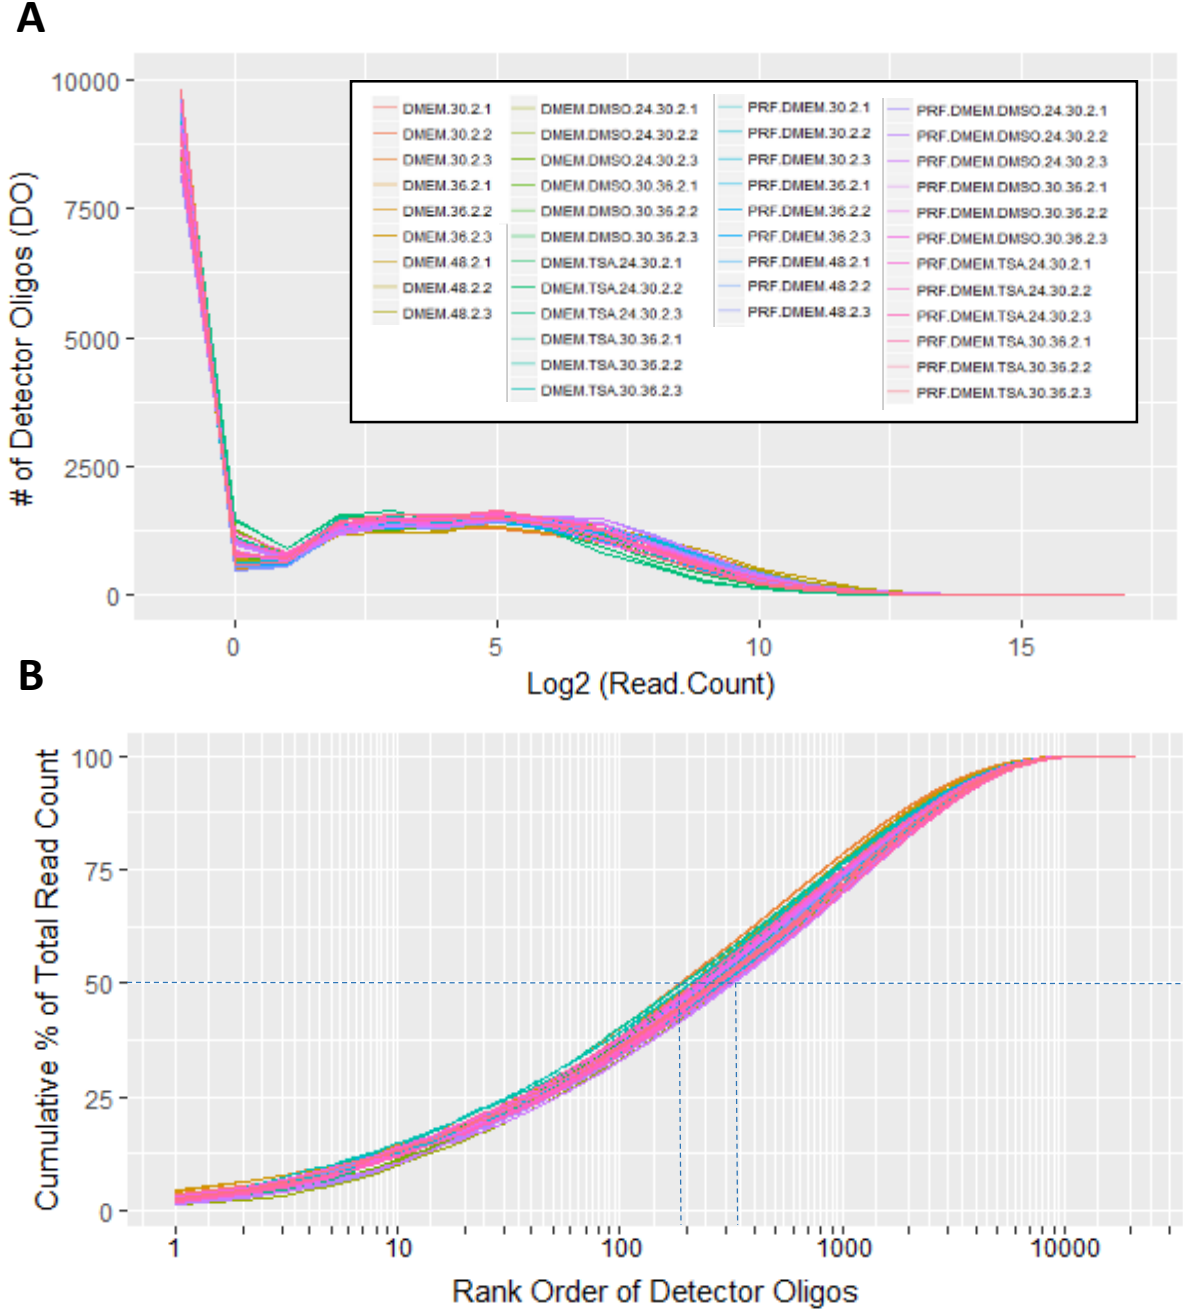 A
# of Detector Oligos (DO)
10000
7500
5000
2500
0
DMEM.30.2.1
DMEM.30.2.2
DMEM.30.2.3
DMEM.36.2.1
DMEM.36.2.2
DMEM.36.2.3
DMEM.48.2.1
DMEM.48.2.2
DMEM.48.2.3
DMEM.DMSO.24.30.2.1
DMEM.DMSO.24.30.2.2
DMEM.DMSO.24.30.2.3
DMEM.DMSO.30.36.2.1
DMEM.DMSO.30.36.2.2
DMEM.DMSO.30.36.2.3
DMEM.TSA.24.30.2.1
DMEM.TSA.24.30.2.2
DMEM.TSA.24.30.2.3
DMEM.TSA.30.36.2.1
DMEM.TSA.30.36.2.2
DMEM.TSA.30.36.2.3
PRF.DMEM.30.2.1
PRF.DMEM.30.2.2
PRF.DMEM.30.2.3
PRF.DMEM.36.2.1
PRF.DMEM.36.2.2
PRF.DMEM.36.2.3
PRF.DMEM.48.2.1
PRF.DMEM.48.2.2
PRF.DMEM.48.2.3
PRF.DMEM.DMSO.24.30.2.1
PRF.DMEM.DMSO.24.30.2.2
PRF.DMEM.DMSO.24.30.2.3
PRF.DMEM.DMSO.30.36.2.1
PRF.DMEM.DMSO.30.36.2.2
PRF.DMEM.DMSO.30.36.2.3
PRF.DMEM.TSA.24.30.2.1
PRF.DMEM.TSA.24.30.2.2
PRF.DMEM.TSA.24.30.2.3
PRF.DMEM.TSA.30.36.2.1
PRF.DMEM.TSA.30.36.2.2
PRF.DMEM.TSA.30.36.2.3
0 5 10 15
Log2 (Read.Count)
B
Cumulative % of Total Read Count
100
75
50
25
0
1 10 100 1000 10000
Rank Order of Detector Oligos